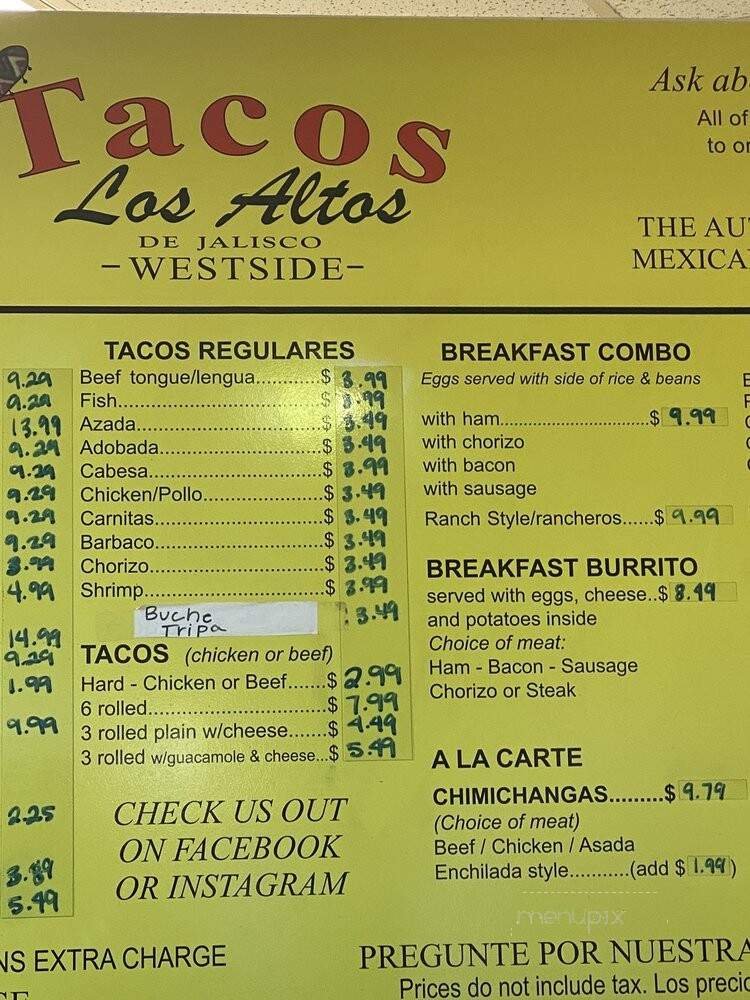 Tacos
Los Altos
DE JALISCO
-WESTSIDE-
Ask
All of
to
THE
9.29
9.29
13.99
9.29
9.29
9.29
9.29
9.29
3.99
4.99
14.99
9.29
1.99
9.99
2.25
3.89
5.49
TACOS REGULARES
Beef tongue/lengua............$ 3.99
Fish....................................$ 3.99
Azada.................................$ 3.49
Adobada............................$ 3.49
Cabesa..............................$ 3.99
Chicken/Pollo.....................$ 3.49
Carnitas.............................$ 3.49
Barbaco.............................$ 3.49
Chorizo..............................$ 3.49
Shrimp...............................$ 3.99
Buche : 3.49
Tripa
TACOS (chicken or beef)
Hard - Chicken or Beef.......$ 2.99
6 rolled...............................$ 7.99
3 rolled plain w/cheese.......$ 4.49
3 rolled w/guacamole & cheese...$ 5.49
CHECK US OUT
ON FACEBOOK
OR INSTAGRAM
BREAKFAST COMBO
Eggs served with side of rice & beans
with ham..............................$ 9.99
with chorizo
with bacon
with sausage
Ranch Style/rancheros......$ 9.99
BREAKFAST BURRITO
served with eggs, cheese..$ 8.49
and potatoes inside
Choice of meat:
Ham - Bacon - Sausage
Chorizo or Steak
A LA CARTE
CHIMICHANGAS.........$ 9.79
(Choice of meat)
Beef / Chicken / Asada
Enchilada style...........(add $ 1.99)
menupix
NS EXTRA CHARGE
PREGUNTE POR NUESTRA
Prices do not include tax. Los